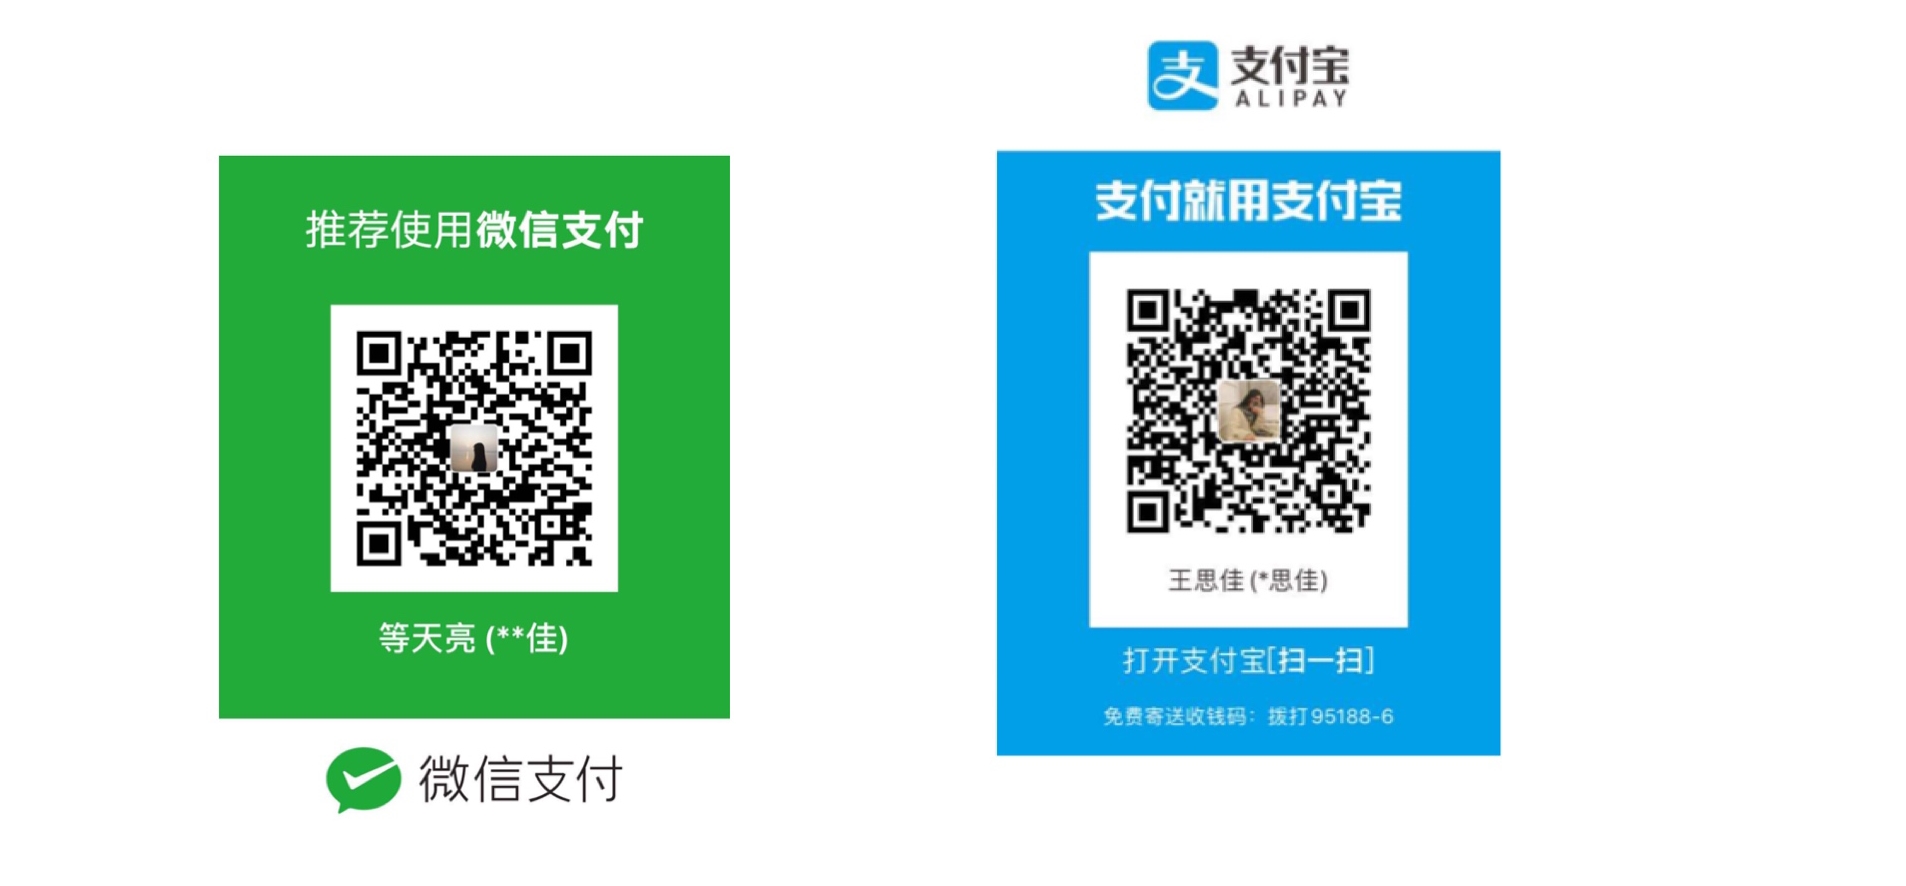 推荐使用微信支付
等天亮 (**佳)
微信支付
支付宝
ALIPAY
支付就用支付宝
王思佳 (*思佳)
打开支付宝[扫一扫]
免费寄送收钱码：拨打95188-6